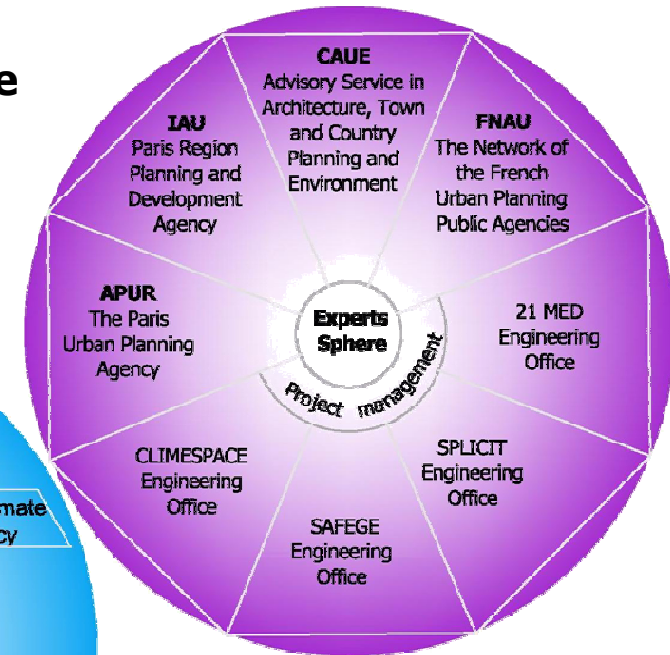 e
CAUE
Advisory Service in
Architecture, Town
and Country
Planning and
Environment
IAU
Paris Region
Planning and
Development
Agency
FNAU
The Network of
the French
Urban Planning
Public Agencies
APUR
The Paris
Urban Planning
Agency
Experts
Sphere
Project management
21 MED
Engineering
Office
CLIMESPACE
Engineering
Office
SPLICIT
Engineering
Office
SAFEGE
Engineering
Office
mate
cy